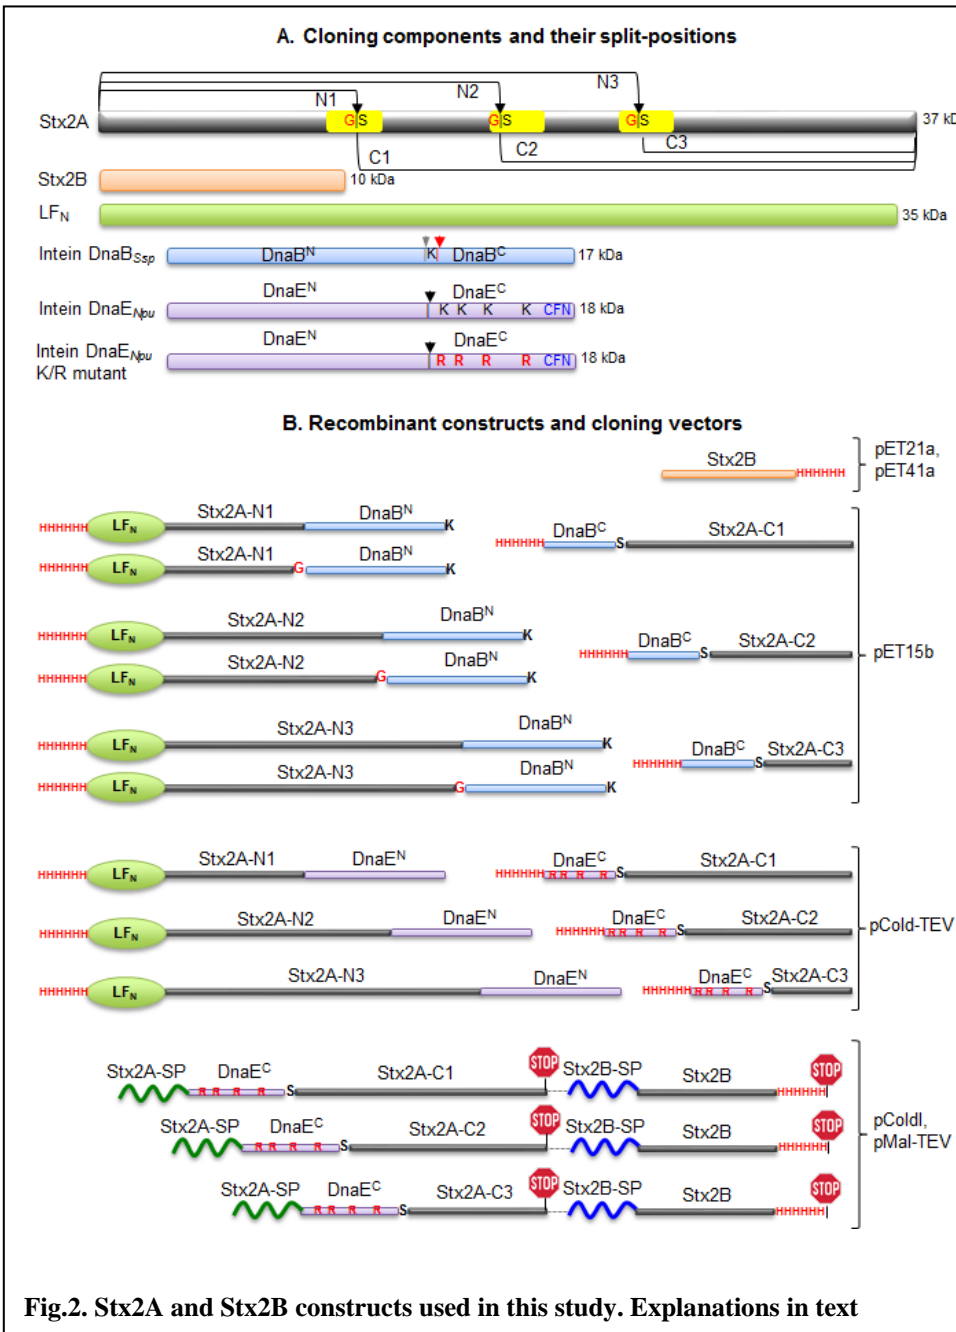 A. Cloning components and their split-positions
N1 N2 N3
Stx2A G S G S G S 37 kD
C1 C2 C3
Stx2B 10 kDa
LFN 35 kDa
Intein DnaBSsp DnaBN K DnaBC 17 kDa
DnaEN DnaEC
Intein DnaENpu K K K K CFN 18 kDa
DnaEN DnaEC
Intein DnaENpu R R R R CFN 18 kDa
K/R mutant
B. Recombinant constructs and cloning vectors
Stx2B HHHHHH pET21a,
pET41a
HHHHHH LFN Stx2A-N1 DnaBN K
HHHHHH DnaBC S Stx2A-C1
HHHHHH LFN Stx2A-N1 G DnaBN K
HHHHHH LFN Stx2A-N2 DnaBN K
HHHHHH DnaBC S Stx2A-C2
pET15b
HHHHHH LFN Stx2A-N2 G DnaBN K
HHHHHH LFN Stx2A-N3 DnaBN K
HHHHHH DnaBC S Stx2A-C3
HHHHHH LFN Stx2A-N3 G DnaBN K
HHHHHH LFN Stx2A-N1 DnaEN HHHHHH DnaEC RR R R S Stx2A-C1
HHHHHH LFN Stx2A-N2 DnaEN HHHHHH DnaEC RR R R S Stx2A-C2
pCold-TEV
HHHHHH LFN Stx2A-N3 DnaEN HHHHHH DnaEC R R R R S Stx2A-C3
Stx2A-SP DnaEC R R R R S Stx2A-C1 STOP Stx2B-SP Stx2B HHHHHH STOP
Stx2A-SP DnaEC R R R R S Stx2A-C2 STOP Stx2B-SP Stx2B HHHHHH STOP
pColdI,
pMal-TEV
Stx2A-SP DnaEC R R R R S Stx2A-C3 STOP Stx2B-SP Stx2B HHHHHH STOP
Fig.2. Stx2A and Stx2B constructs used in this study. Explanations in text